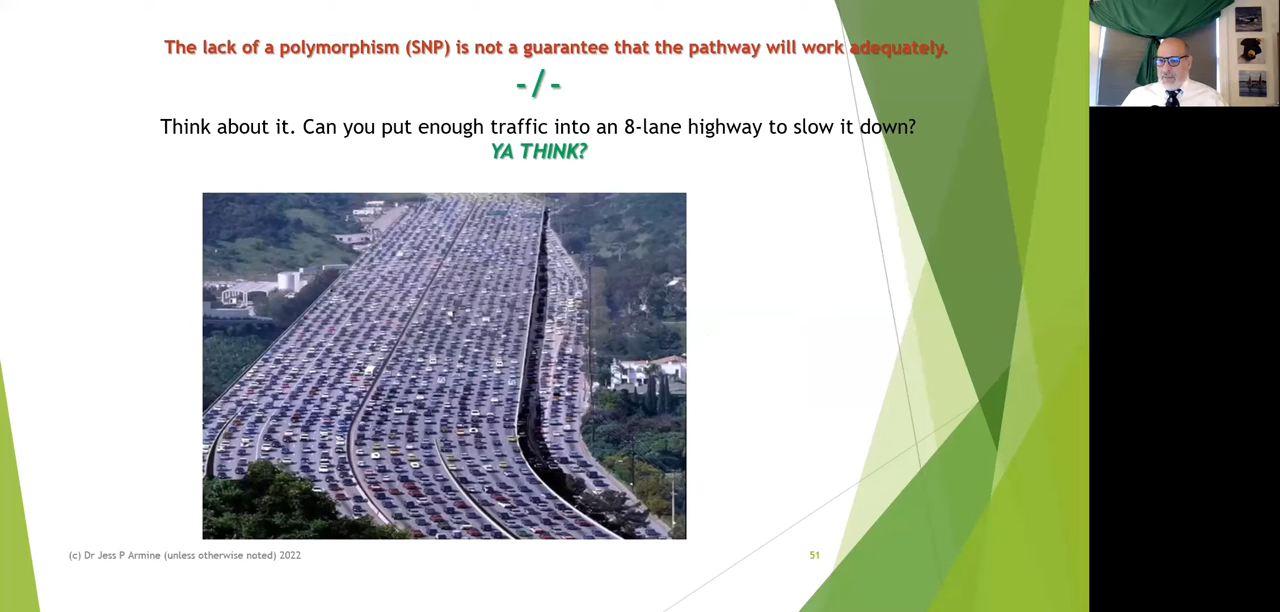 The lack of a polymorphism (SNP) is not a guarantee that the pathway will work adequately.
- / -
Think about it. Can you put enough traffic into an 8-lane highway to slow it down?
YA THINK?
(c) Dr Jess P Armine (unless otherwise noted) 2022
51